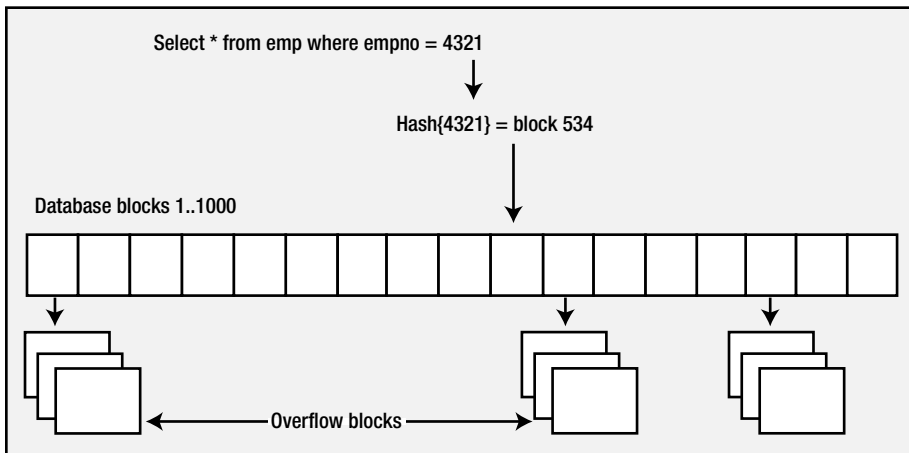 Select * from emp where empno = 4321
Hash{4321} = block 534
Database blocks 1..1000
Overflow blocks